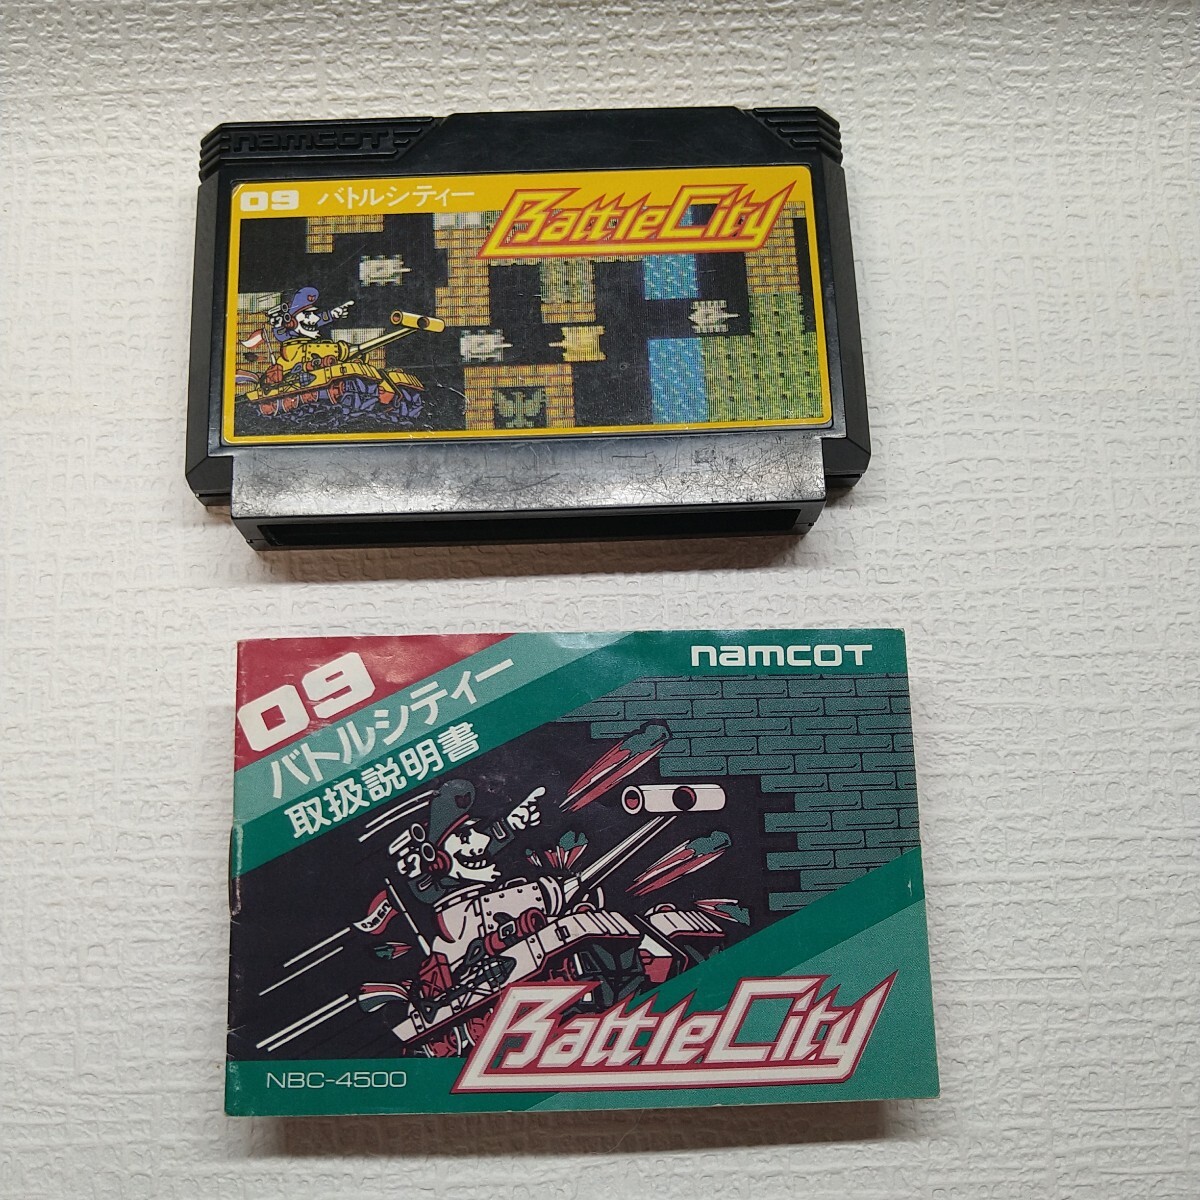 namcoT
09 バトルシティー
BattleCity
09
バトルシティー
取扱説明書
namcoT
BattleCity
NBC-4500